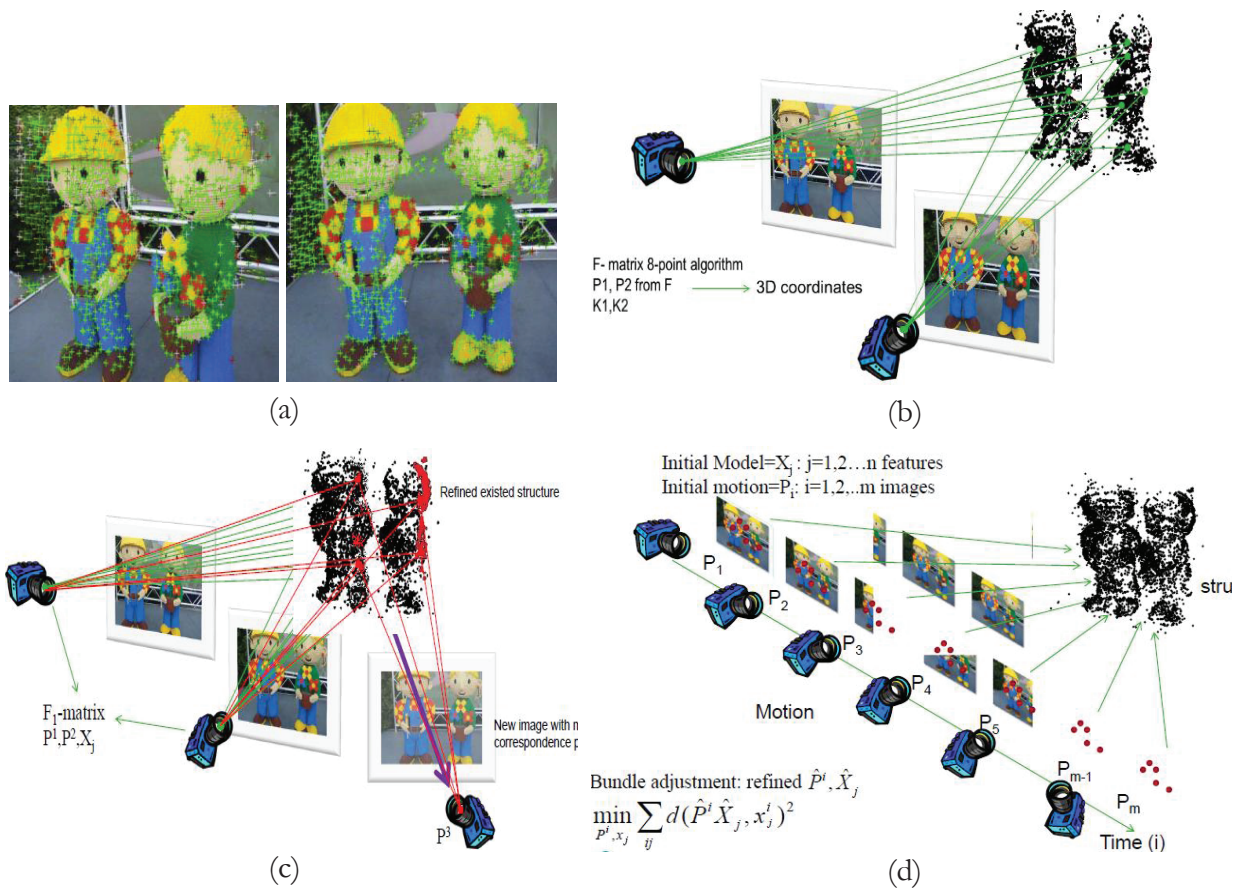 (a)
F- matrix 8-point algorithm
P1, P2 from F → 3D coordinates
K1,K2
(b)
Refined existed structure
F₁-matrix
P¹,P²,Xⱼ
New image with
correspondence
P³
(c)
Initial Model=Xⱼ : j=1,2…n features
Initial motion=Pᵢ: i=1,2,..m images
P₁
P₂
P₃
P₄
P₅
Pₘ₋₁
Pₘ
stru
Motion
Time (i)
Bundle adjustment: refined P̂ⁱ, X̂ⱼ
min Σ d(P̂ⁱX̂ⱼ, xʲⁱ)²
Pⁱ,xⱼ ij
(d)